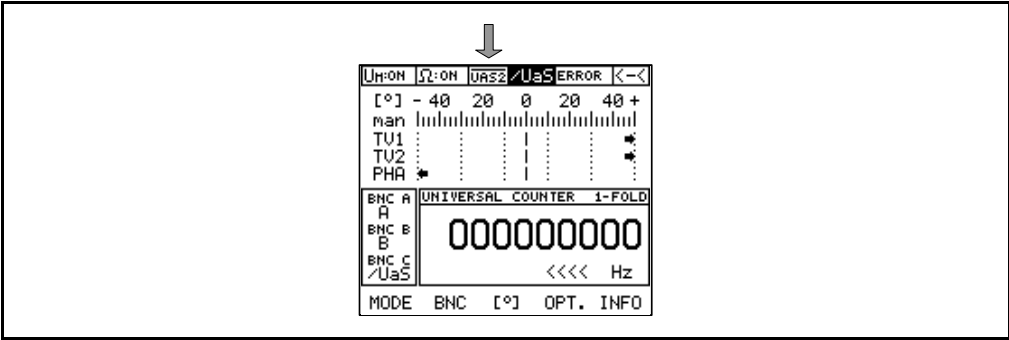 UM:ON Ω:ON UAS2 /UaS ERROR <-<
[°] - 40 20 0 20 40 +
man
TV1
TV2
PHA
BNC A UNIVERSAL COUNTER 1-FOLD
A
BNC B 000000000
B
BNC C
/UaS <<<< Hz
MODE BNC [°] OPT. INFO